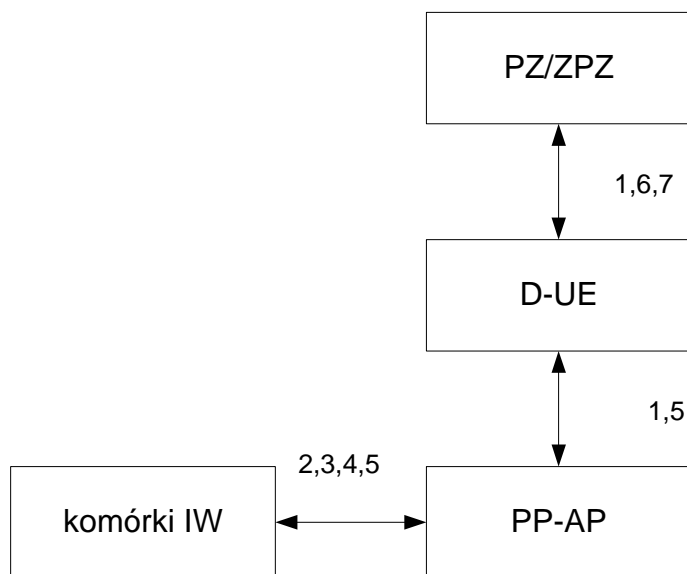 PZ/ZPZ
1,6,7
D-UE
1,5
2,3,4,5
komórki IW
PP-AP